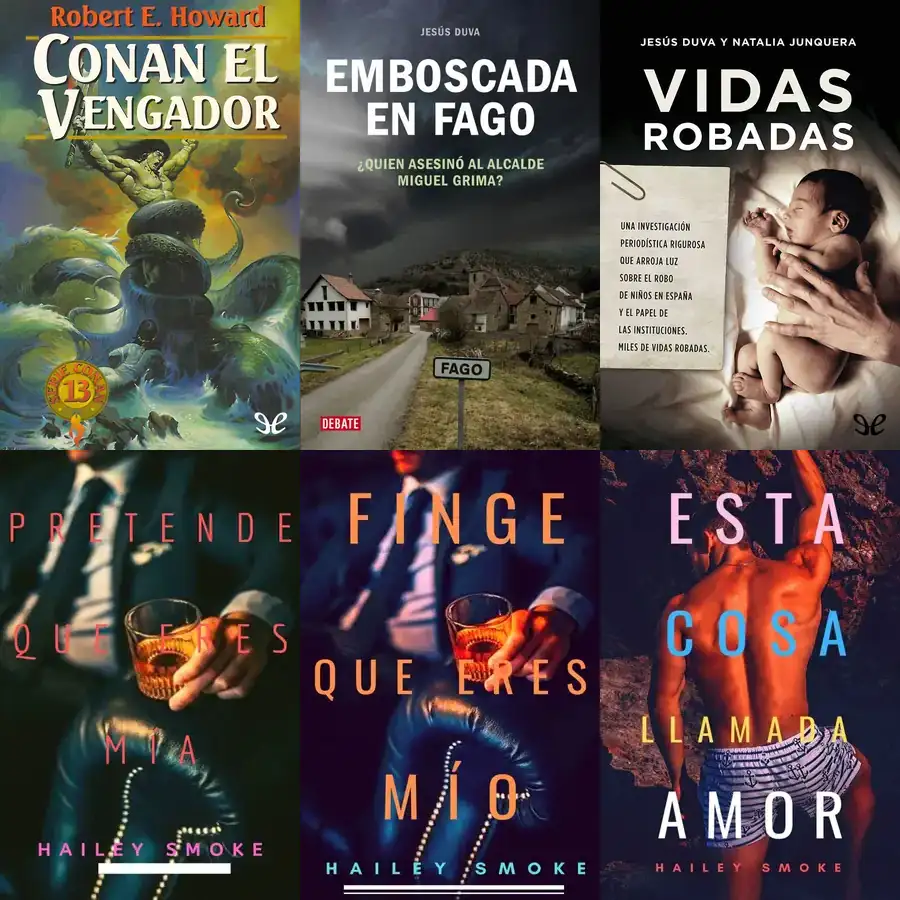 Robert E. Howard
CONAN EL
VENGADOR
SERIE CONAN
13
JESÚS DUVA
EMBOSCADA
EN FAGO
¿QUIEN ASESINÓ AL ALCALDE
MIGUEL GRIMA?
FAGO
DEBATE
JESÚS DUVA Y NATALIA JUNQUERA
VIDAS
ROBADAS
UNA INVESTIGACIÓN
PERIODÍSTICA RIGUROSA
QUE ARROJA LUZ
SOBRE EL ROBO
DE NIÑOS EN ESPAÑA
Y EL PAPEL DE
LAS INSTITUCIONES.
MILES DE VIDAS ROBADAS.
PRETENDE
QUE ERES
MIA
HAILEY SMOKE
FINGE
QUE ERES
MÍO
HAILEY SMOKE
ESTA
COSA
LLAMADA
AMOR
HAILEY SMOKE